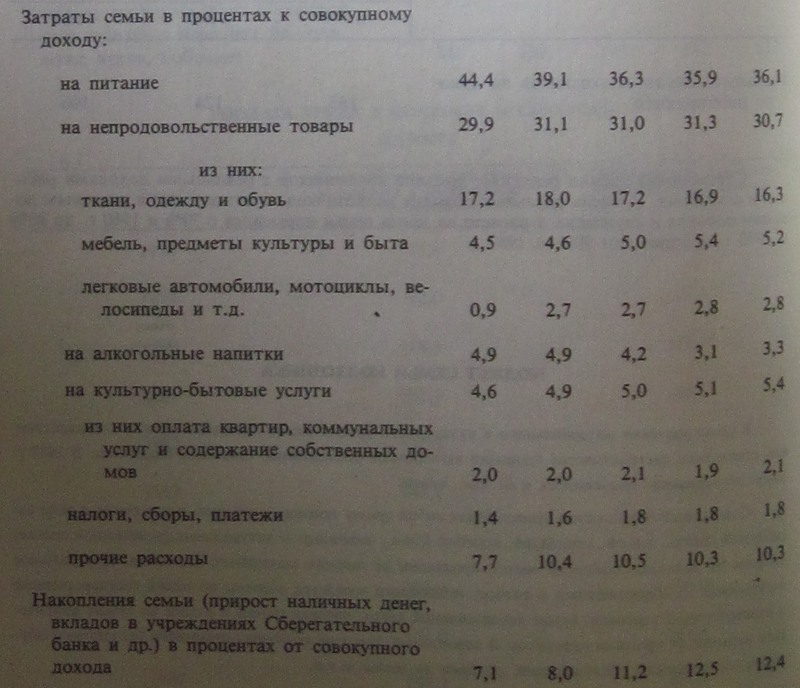 Затраты семьи в процентах к совокупному
доходу:
на питание 44,4 39,1 36,3 35,9 36,1
на непродовольственные товары 29,9 31,1 31,0 31,3 30,7
из них:
ткани, одежду и обувь 17,2 18,0 17,2 16,9 16,3
мебель, предметы культуры и быта 4,5 4,6 5,0 5,4 5,2
легковые автомобили, мотоциклы, ве-
лосипеды и т.д. 0,9 2,7 2,7 2,8 2,8
на алкогольные напитки 4,9 4,9 4,2 3,1 3,3
на культурно-бытовые услуги 4,6 4,9 5,0 5,1 5,4
из них оплата квартир, коммунальных
услуг и содержание собственных до-
мов 2,0 2,0 2,1 1,9 2,1
налоги, сборы, платежи 1,4 1,6 1,8 1,8 1,8
прочие расходы 7,7 10,4 10,5 10,3 10,3
Накопления семьи (прирост наличных денег,
вкладов в учреждениях Сберегательного
банка и др.) в процентах от совокупного
дохода 7,1 8,0 11,2 12,5 12,4